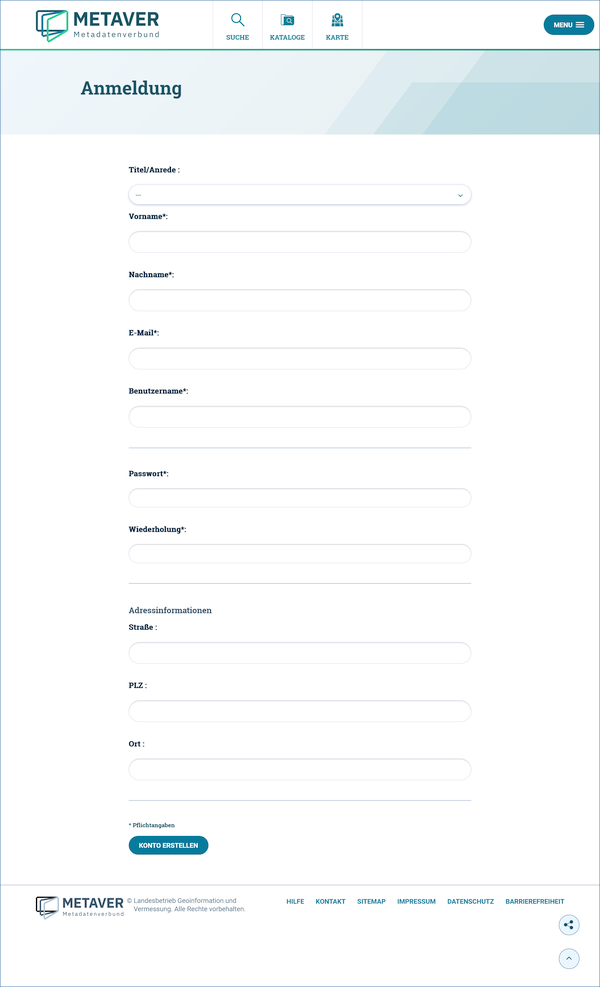 METAVER
Metadatenverbund
SUCHE
KATALOGE
KARTE
MENU
Anmeldung
Titel/Anrede :
--
Vorname*:
Nachname*:
E-Mail*:
Benutzername*:
Passwort*:
Wiederholung*:
Adressinformationen
Straße :
PLZ :
Ort :
* Pflichtangaben
KONTO ERSTELLEN
METAVER
Metadatenverbund
© Landesbetrieb Geoinformation und
Vermessung. Alle Rechte vorbehalten.
HILFE
KONTAKT
SITEMAP
IMPRESSUM
DATENSCHUTZ
BARRIEREFREIHEIT